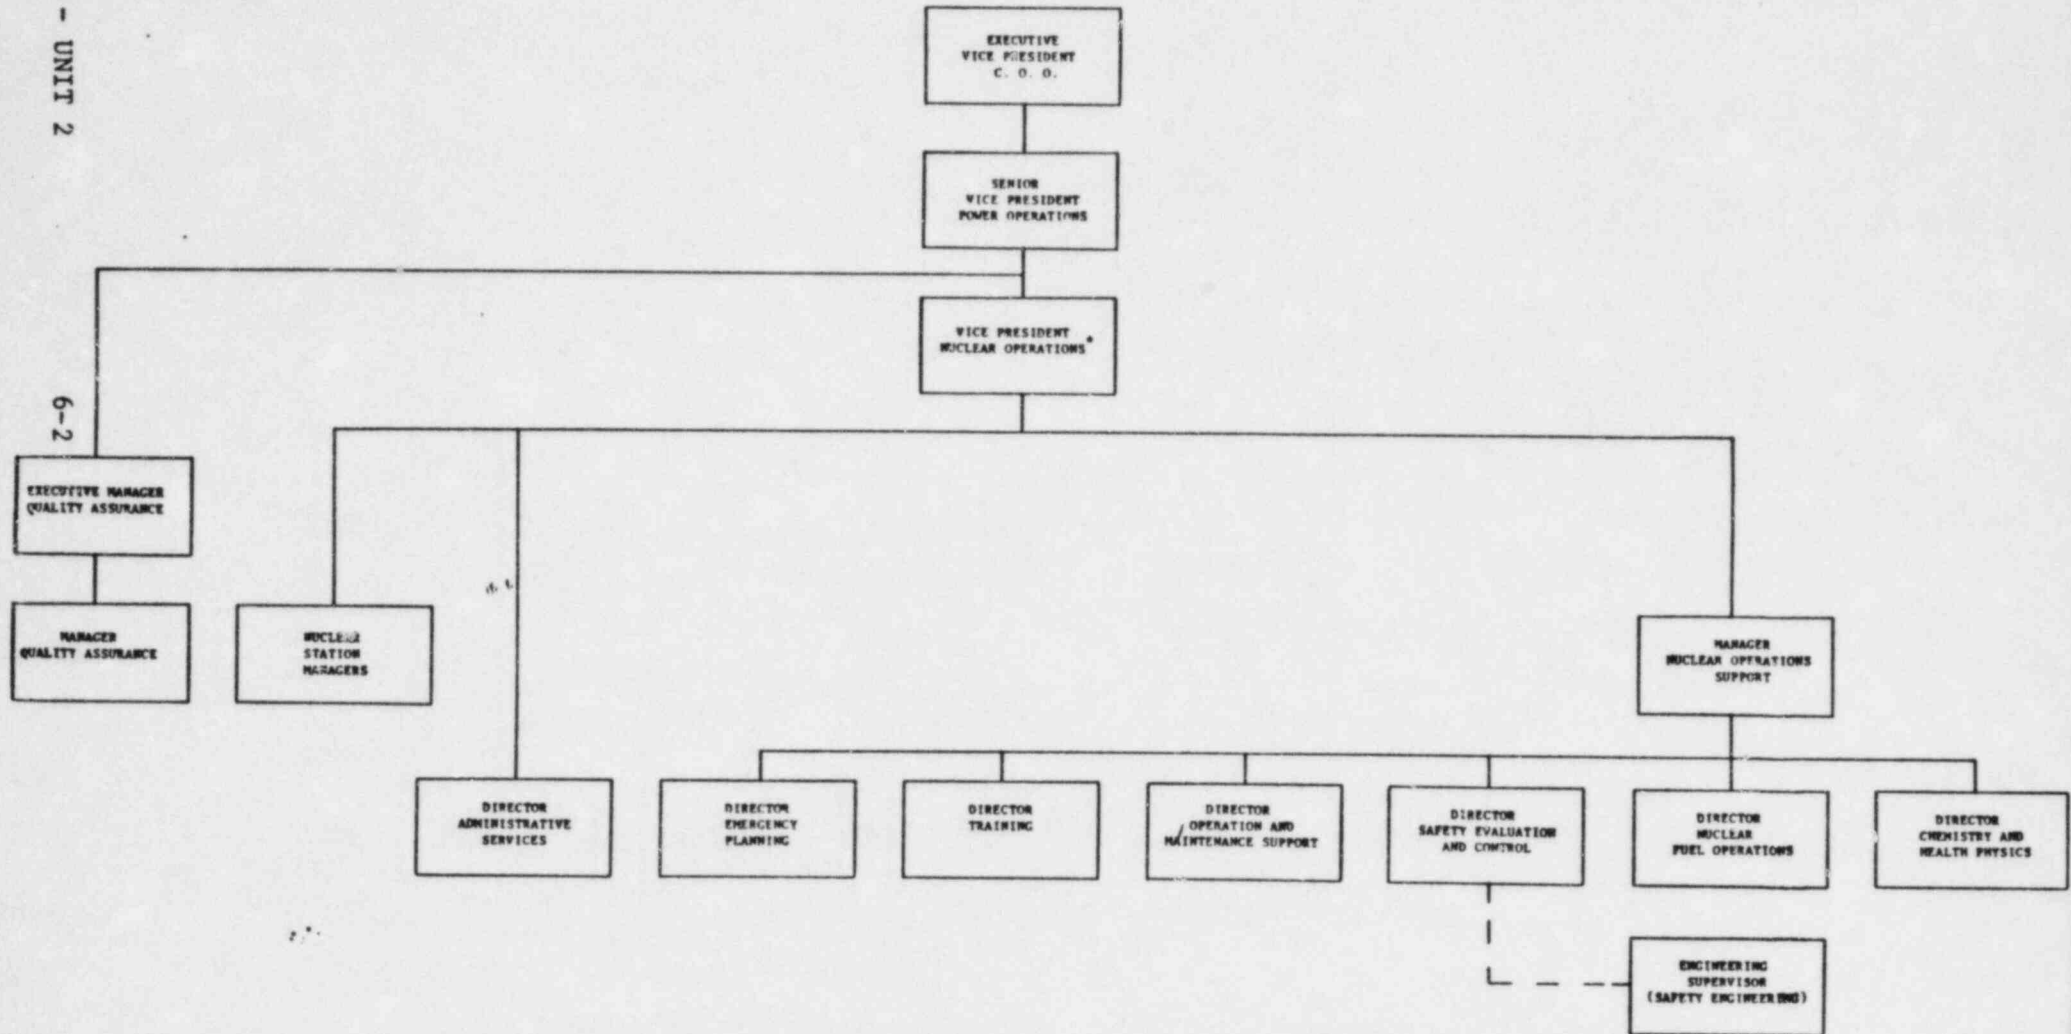 - UNIT 2
6-2
EXECUTIVE
VICE PRESIDENT
C. O. O.
SENIOR
VICE PRESIDENT
POWER OPERATIONS
VICE PRESIDENT
NUCLEAR OPERATIONS*
EXECUTIVE MANAGER
QUALITY ASSURANCE
MANAGER
QUALITY ASSURANCE
NUCLEAR
STATION
MANAGERS
MANAGER
NUCLEAR OPERATIONS
SUPPORT
DIRECTOR
ADMINISTRATIVE
SERVICES
DIRECTOR
EMERGENCY
PLANNING
DIRECTOR
TRAINING
DIRECTOR
OPERATION AND
MAINTENANCE SUPPORT
DIRECTOR
SAFETY EVALUATION
AND CONTROL
DIRECTOR
NUCLEAR
FUEL OPERATIONS
DIRECTOR
CHEMISTRY AND
HEALTH PHYSICS
ENGINEERING
SUPERVISOR
(SAFETY ENGINEERING)